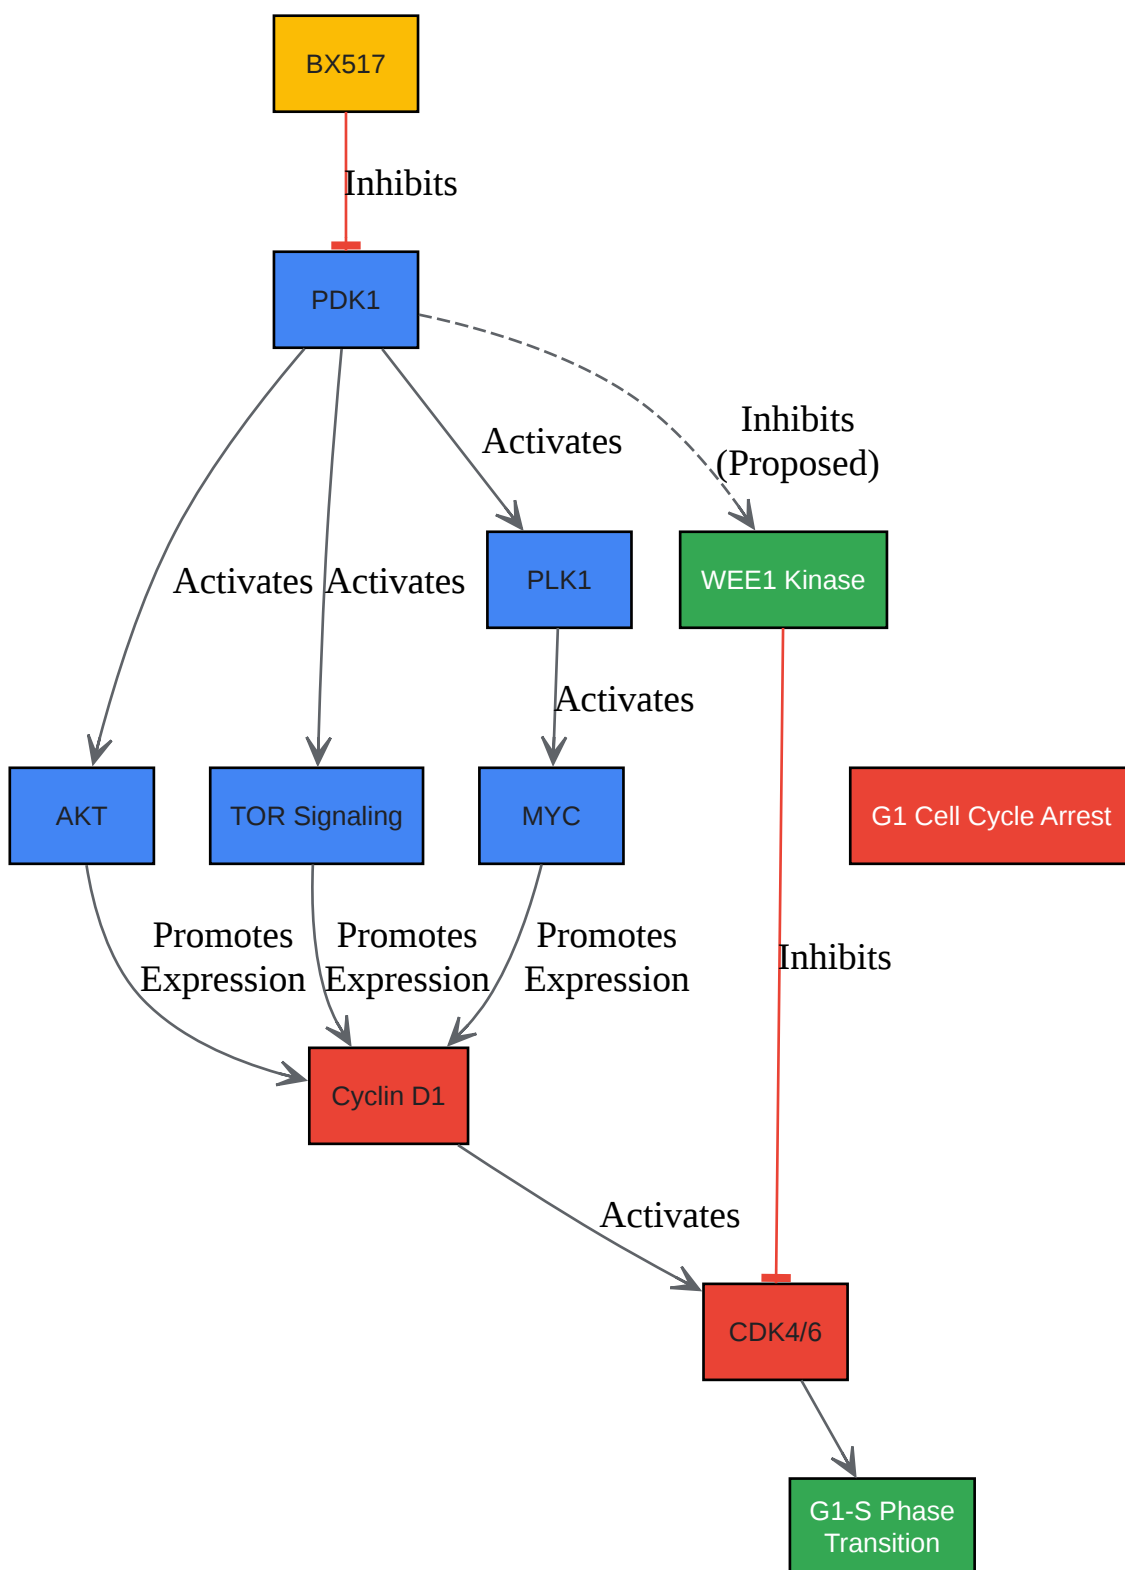 BX517
Inhibits
PDK1
Activates
Inhibits
(Proposed)
Activates
Activates
PLK1
WEE1 Kinase
Activates
AKT
TOR Signaling
MYC
G1 Cell Cycle Arrest
Promotes
Expression
Promotes
Expression
Promotes
Expression
Inhibits
Cyclin D1
Activates
CDK4/6
G1-S Phase
Transition